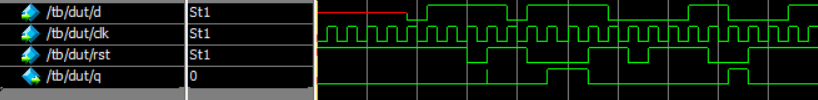 /tb/dut/d St1
/tb/dut/clk St1
/tb/dut/rst St1
/tb/dut/q 0